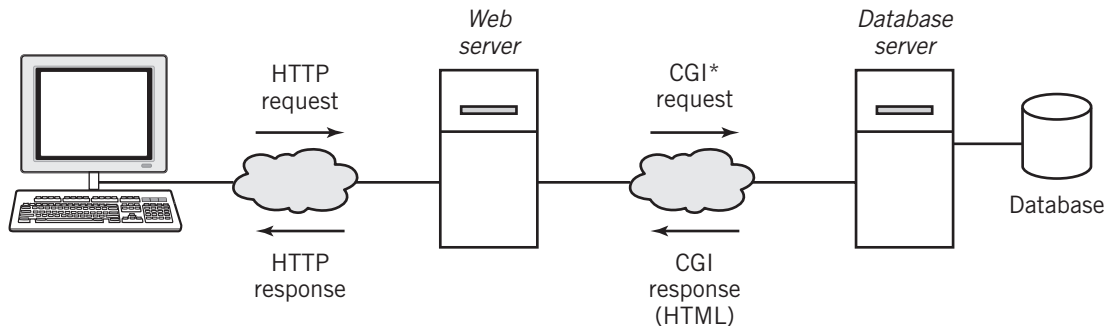 Web
server
Database
server
HTTP
request
CGI*
request
Database
HTTP
response
CGI
response
(HTML)